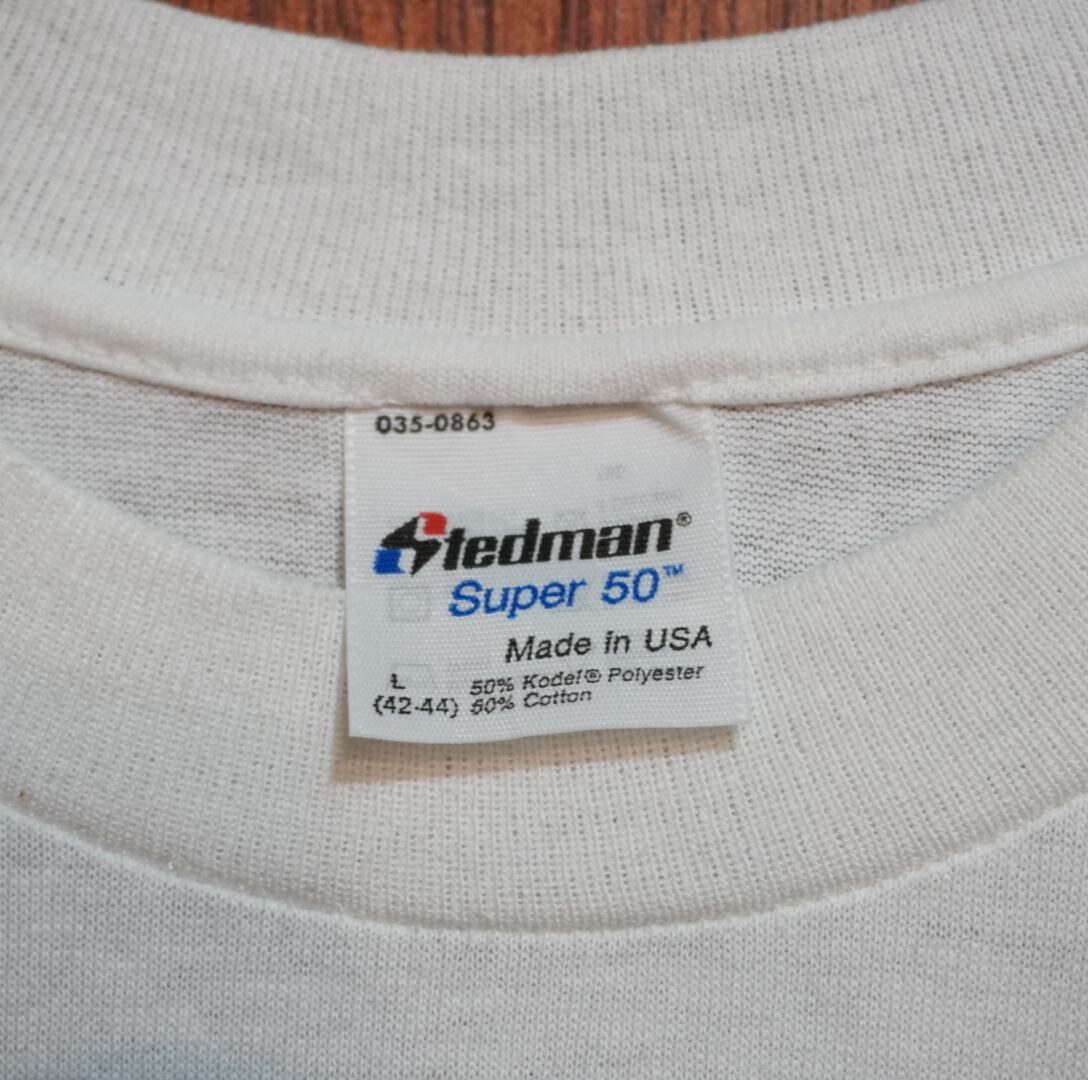 035-0863
Stedman®
Super 50™
Made in USA
L 50% Kodel® Polyester
(42-44) 50% Cotton